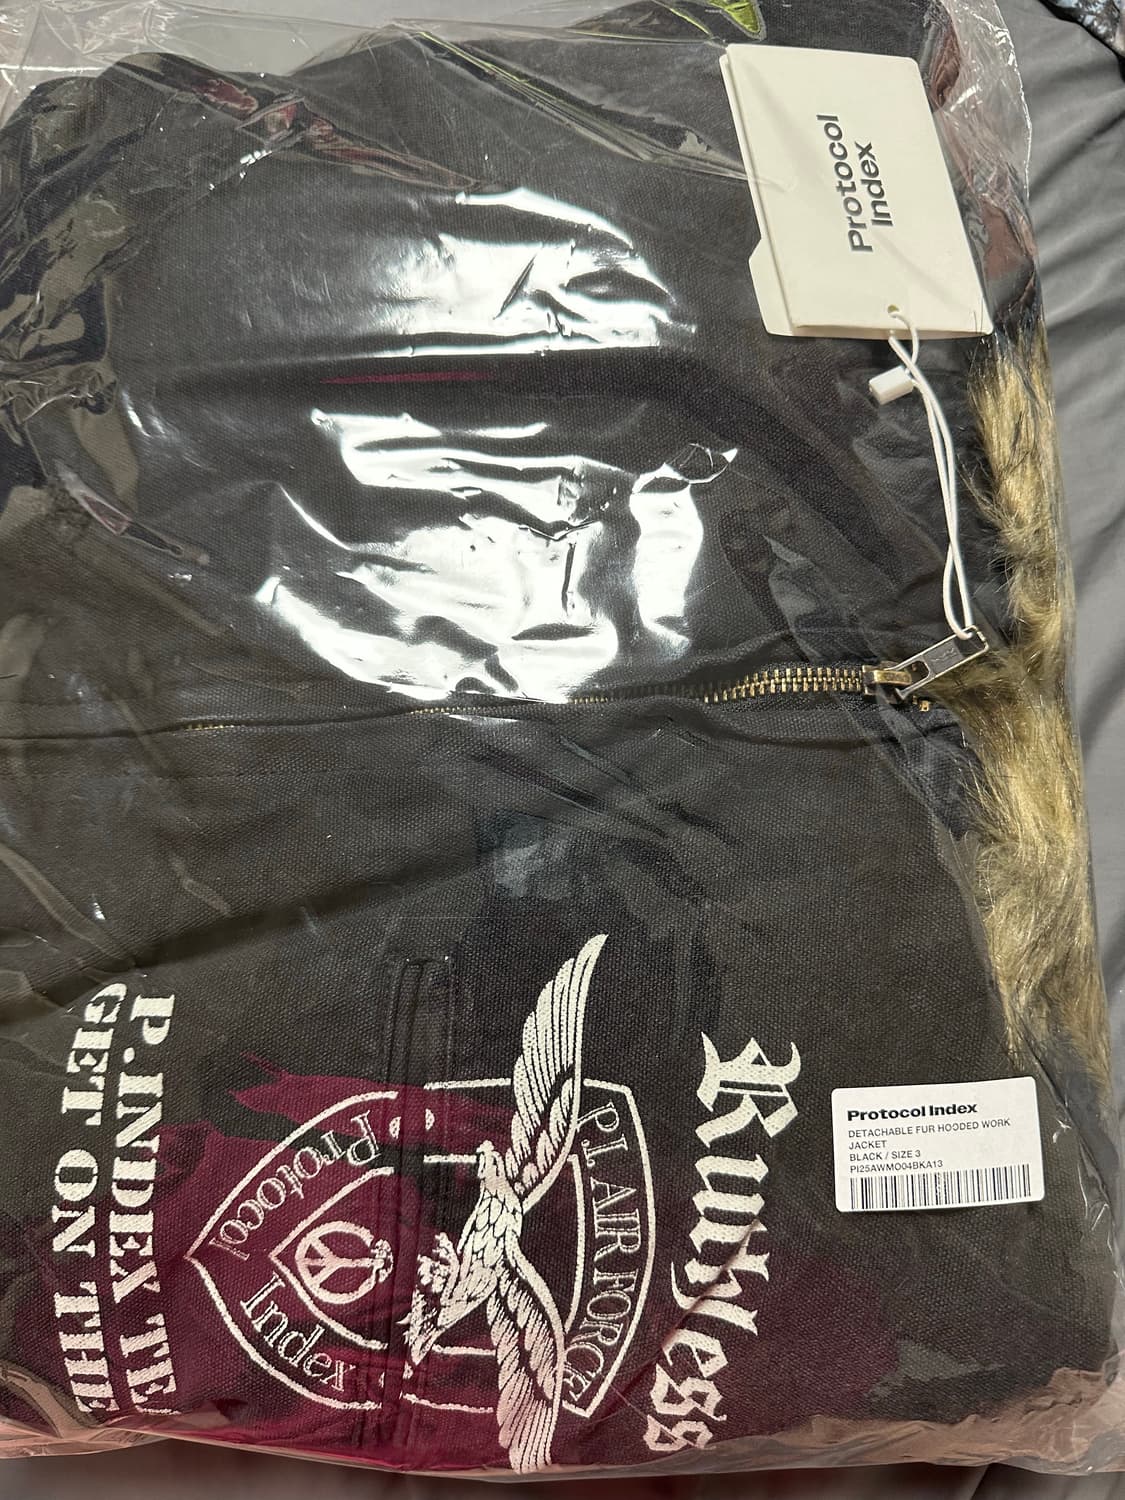 Protocol
Index
Protocol Index
DETACHABLE FUR HOODED WORK
JACKET
BLACK / SIZE 3
PI25AWMO04BKA13
Ruthless
P.I. AIR FORCE
Protocol
Index
P.INDEX TE
GET ON THE